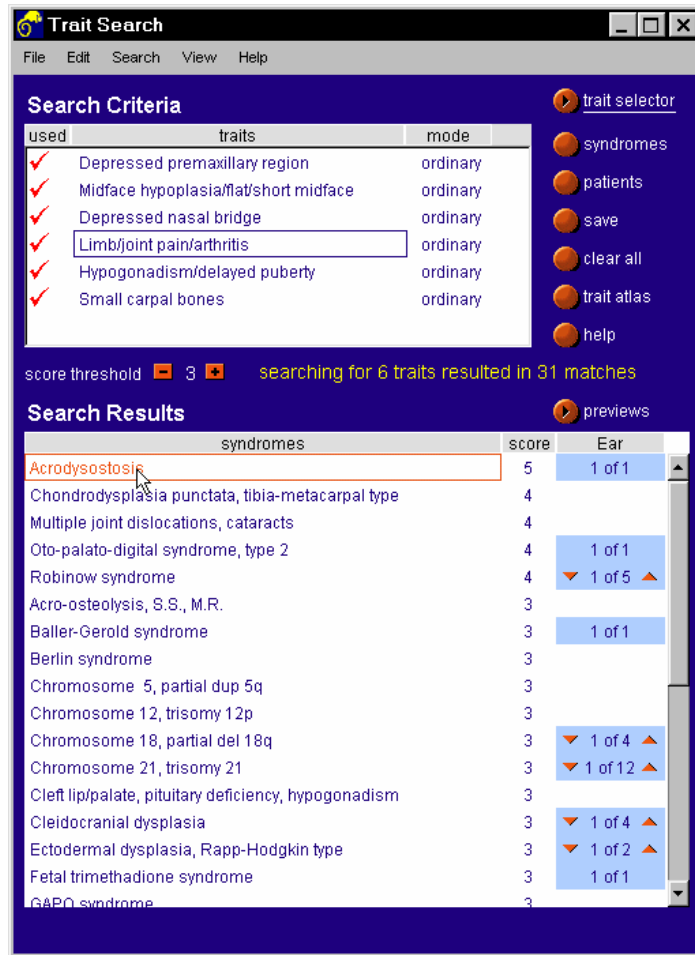 Trait Search
File Edit Search View Help
Search Criteria
trait selector
used traits mode
syndromes
Depressed premaxillary region ordinary
patients
Midface hypoplasia/flat/short midface ordinary
Depressed nasal bridge ordinary
save
Limb/joint pain/arthritis ordinary
clear all
Hypogonadism/delayed puberty ordinary
trait atlas
Small carpal bones ordinary
help
score threshold 3 searching for 6 traits resulted in 31 matches
Search Results
previews
syndromes score Ear
Acrodysostosis 5 1 of 1
Chondrodysplasia punctata, tibia-metacarpal type 4
Multiple joint dislocations, cataracts 4
Oto-palato-digital syndrome, type 2 4 1 of 1
Robinow syndrome 4 1 of 5
Acro-osteolysis, S.S., M.R. 3
Baller-Gerold syndrome 3 1 of 1
Berlin syndrome 3
Chromosome 5, partial dup 5q 3
Chromosome 12, trisomy 12p 3
Chromosome 18, partial del 18q 3 1 of 4
Chromosome 21, trisomy 21 3 1 of 12
Cleft lip/palate, pituitary deficiency, hypogonadism 3
Cleidocranial dysplasia 3 1 of 4
Ectodermal dysplasia, Rapp-Hodgkin type 3 1 of 2
Fetal trimethadione syndrome 3 1 of 1
GAPO syndrome 3